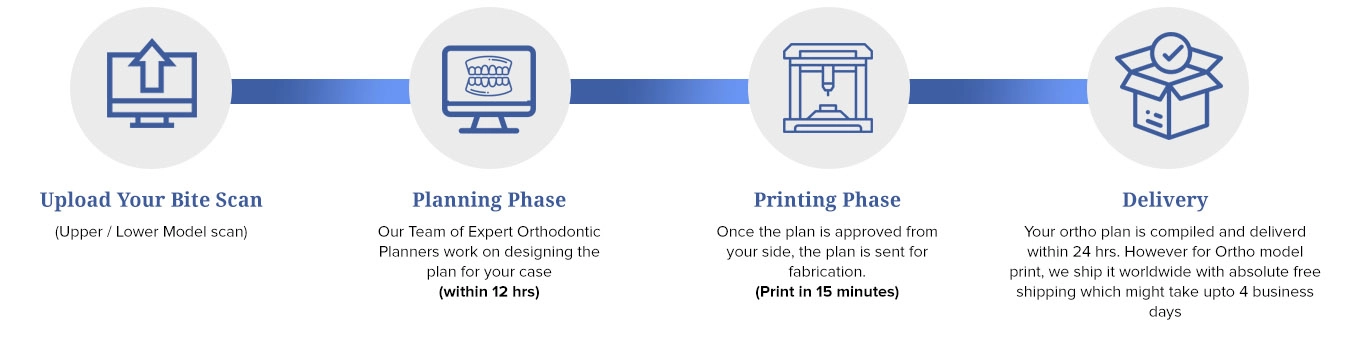 Upload Your Bite Scan
(Upper / Lower Model scan)
Planning Phase
Our Team of Expert Orthodontic
Planners work on designing the
plan for your case
(within 12 hrs)
Printing Phase
Once the plan is approved from
your side, the plan is sent for
fabrication.
(Print in 15 minutes)
Delivery
Your ortho plan is compiled and deliverd
within 24 hrs. However for Ortho model
print, we ship it worldwide with absolute free
shipping which might take upto 4 business
days